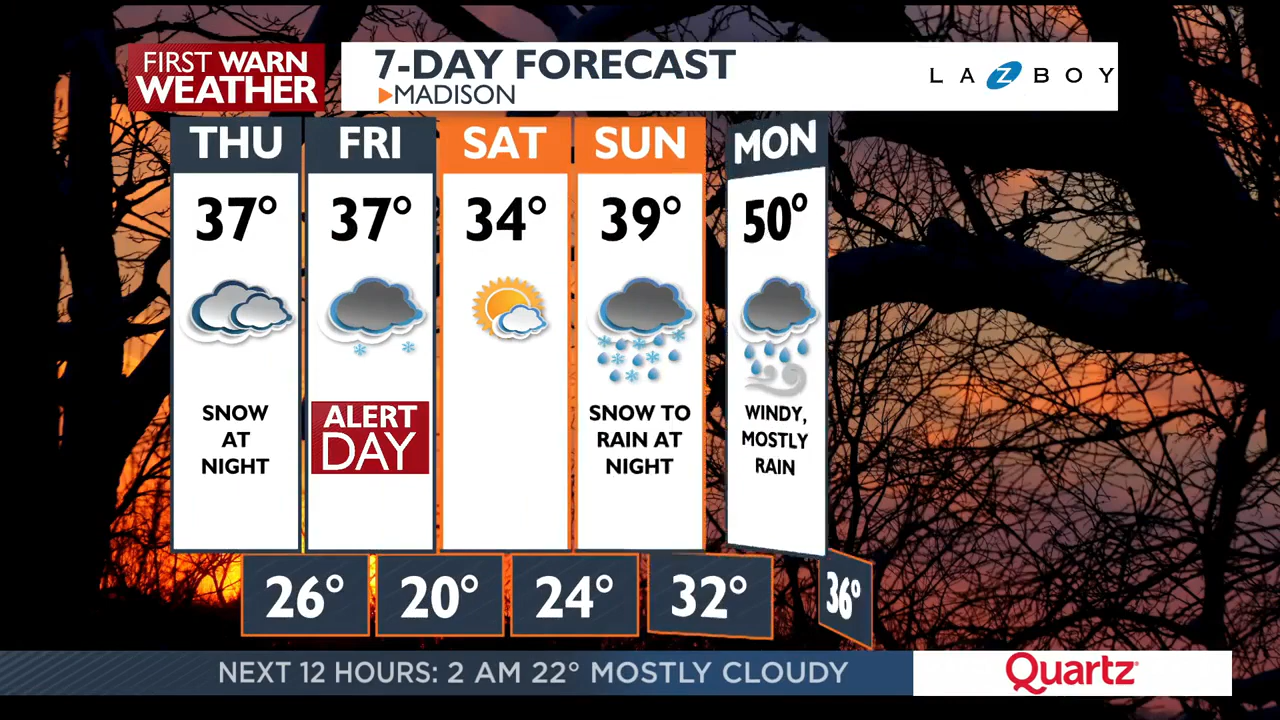 FIRST WARN
WEATHER
7-DAY FORECAST
MADISON
LA Z BOY
THU
FRI
SAT
SUN
MON
37°
37°
34°
39°
50°
SNOW
AT
NIGHT
ALERT
DAY
SNOW TO
RAIN AT
NIGHT
WINDY,
MOSTLY
RAIN
26°
20°
24°
32°
36°
NEXT 12 HOURS: 2 AM 22° MOSTLY CLOUDY
Quartz